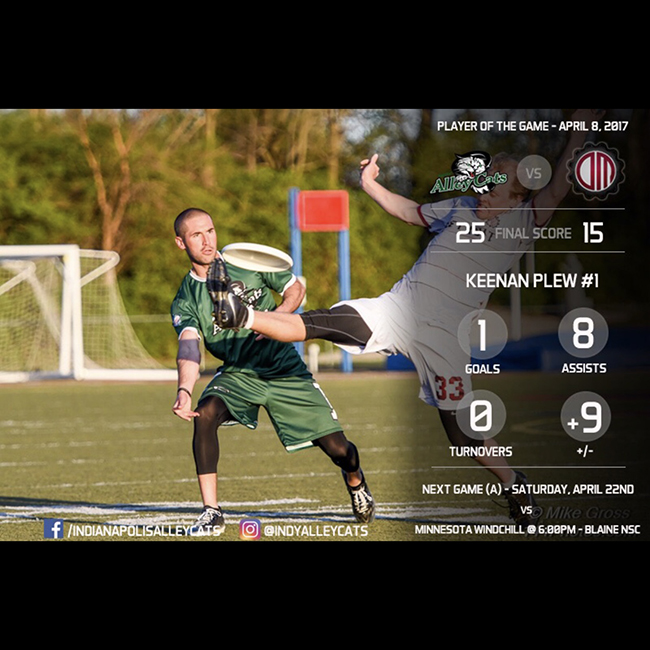 PLAYER OF THE GAME - APRIL 8, 2017
Alley Cats
VS
25 FINAL SCORE 15
KEENAN PLEW #1
1
GOALS
8
ASSISTS
33
0
TURNOVERS
+9
+/-
NEXT GAME (A) - SATURDAY, APRIL 22ND
VS
© Mike Gross
MINNESOTA WINDCHILL @ 6:00PM - BLAINE NSC
/INDIANAPOLISALLEYCATS
@INDYALLEYCATS